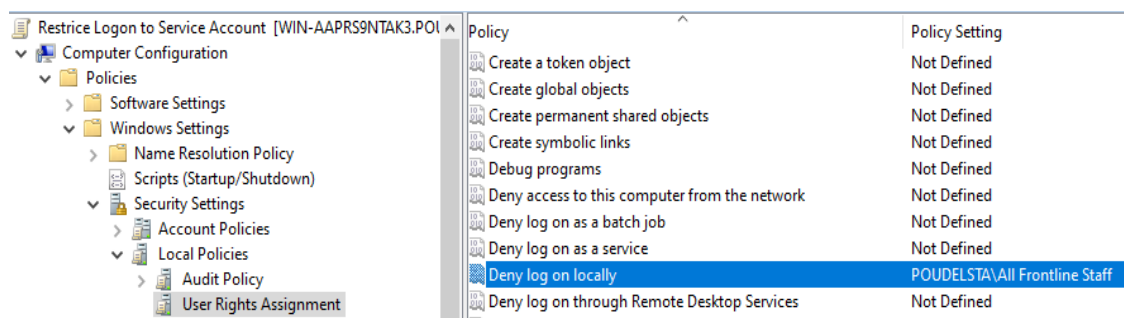 Restrice Logon to Service Account [WIN-AAPRS9NTAK3.POU
Computer Configuration
Policies
Software Settings
Windows Settings
Name Resolution Policy
Scripts (Startup/Shutdown)
Security Settings
Account Policies
Local Policies
Audit Policy
User Rights Assignment
Policy Policy Setting
Create a token object Not Defined
Create global objects Not Defined
Create permanent shared objects Not Defined
Create symbolic links Not Defined
Debug programs Not Defined
Deny access to this computer from the network Not Defined
Deny log on as a batch job Not Defined
Deny log on as a service Not Defined
Deny log on locally POUDELSTA\All Frontline Staff
Deny log on through Remote Desktop Services Not Defined